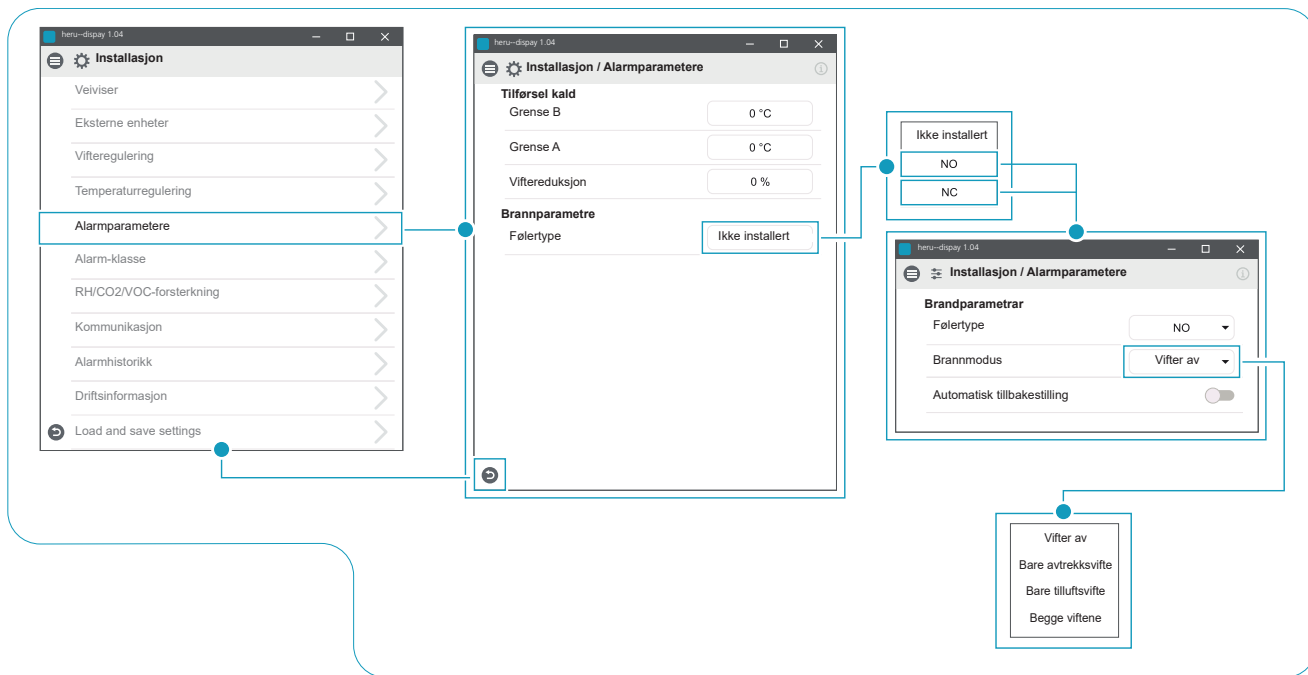 heru--dispay 1.04
Installasjon
Veiviser
Eksterne enheter
Vifteregulering
Temperaturregulering
Alarmparametere
Alarm-klasse
RH/CO2/VOC-forsterkning
Kommunikasjon
Alarmhistorikk
Driftsinformasjon
Load and save settings
heru--dispay 1.04
Installasjon / Alarmparametere
Tilførsel kald
Grense B 0 °C
Grense A 0 °C
Viftereduksjon 0 %
Brannparametre
Følertype Ikke installert
Ikke installert
NO
NC
heru--dispay 1.04
Installasjon / Alarmparametere
Brandparametrar
Følertype NO
Brannmodus Vifter av
Automatisk tillbakestilling
Vifter av
Bare avtrekksvifte
Bare tilluftsvifte
Begge viftene